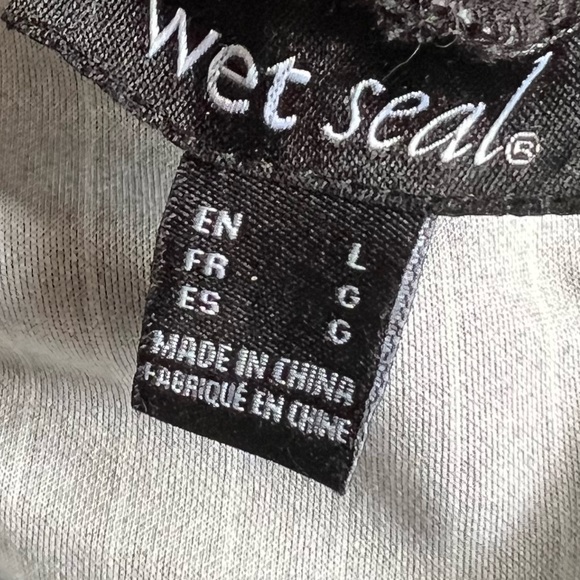 wet seal®
EN L
FR G
ES G
MADE IN CHINA
FABRIQUÉ EN CHINE